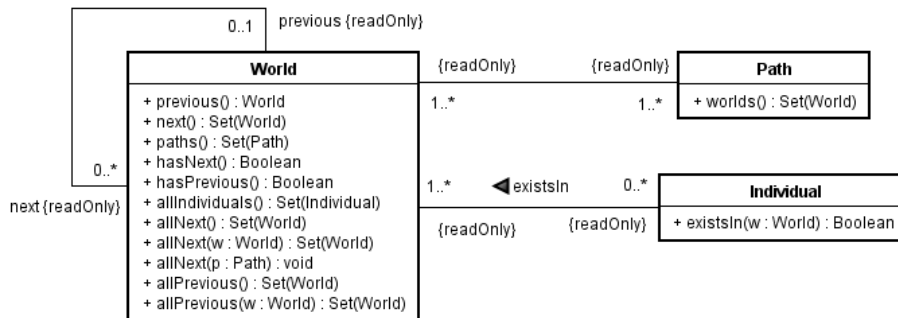 0..1
previous {readOnly}
World
+ previous() : World
+ next() : Set(World)
+ paths() : Set(Path)
+ hasNext() : Boolean
+ hasPrevious() : Boolean
+ allIndividuals() : Set(Individual)
+ allNext() : Set(World)
+ allNext(w : World) : Set(World)
+ allNext(p : Path) : void
+ allPrevious() : Set(World)
+ allPrevious(w : World) : Set(World)
0..*
next {readOnly}
{readOnly}
{readOnly}
1..*
1..*
Path
+ worlds() : Set(World)
1..*
existsIn
0..*
{readOnly}
{readOnly}
Individual
+ existsIn(w : World) : Boolean